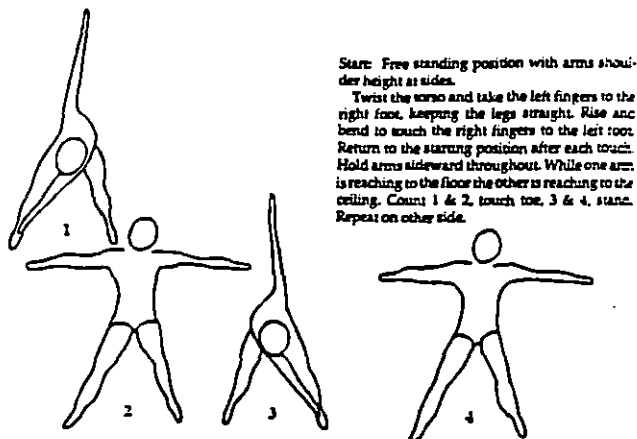 Start: Free standing position with arms shoul-
der height at sides.
Twist the torso and take the left fingers to the
right foot, keeping the legs straight. Rise and
bend to touch the right fingers to the left foot.
Return to the starting position after each touch.
Hold arms sideward throughout. While one arm
is reaching to the floor the other is reaching to the
ceiling. Count 1 & 2, touch toe, 3 & 4, stand.
Repeat on other side.
1
2
3
4